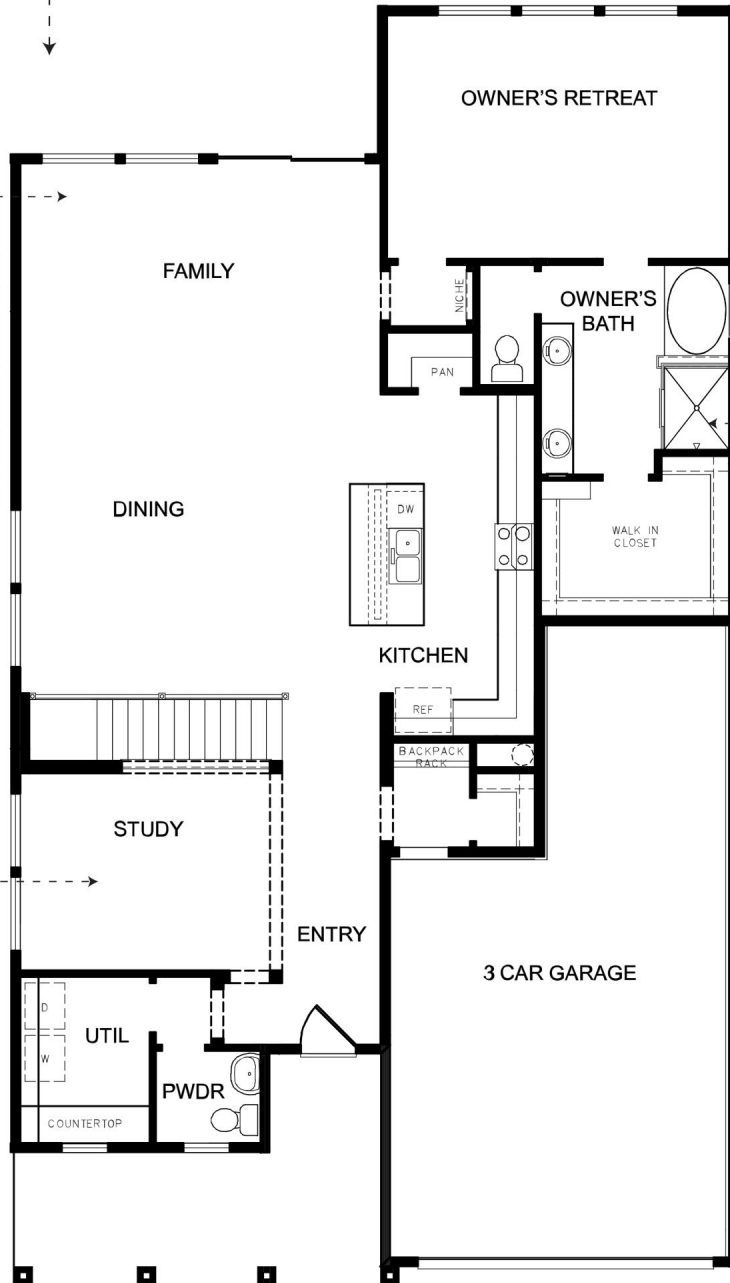 OWNER'S RETREAT
FAMILY
NICHE
OWNER'S
BATH
PAN
DINING
DW
WALK IN
CLOSET
KITCHEN
REF
BACKPACK
RACK
STUDY
ENTRY
3 CAR GARAGE
D
UTIL
W
PWDR
COUNTERTOP